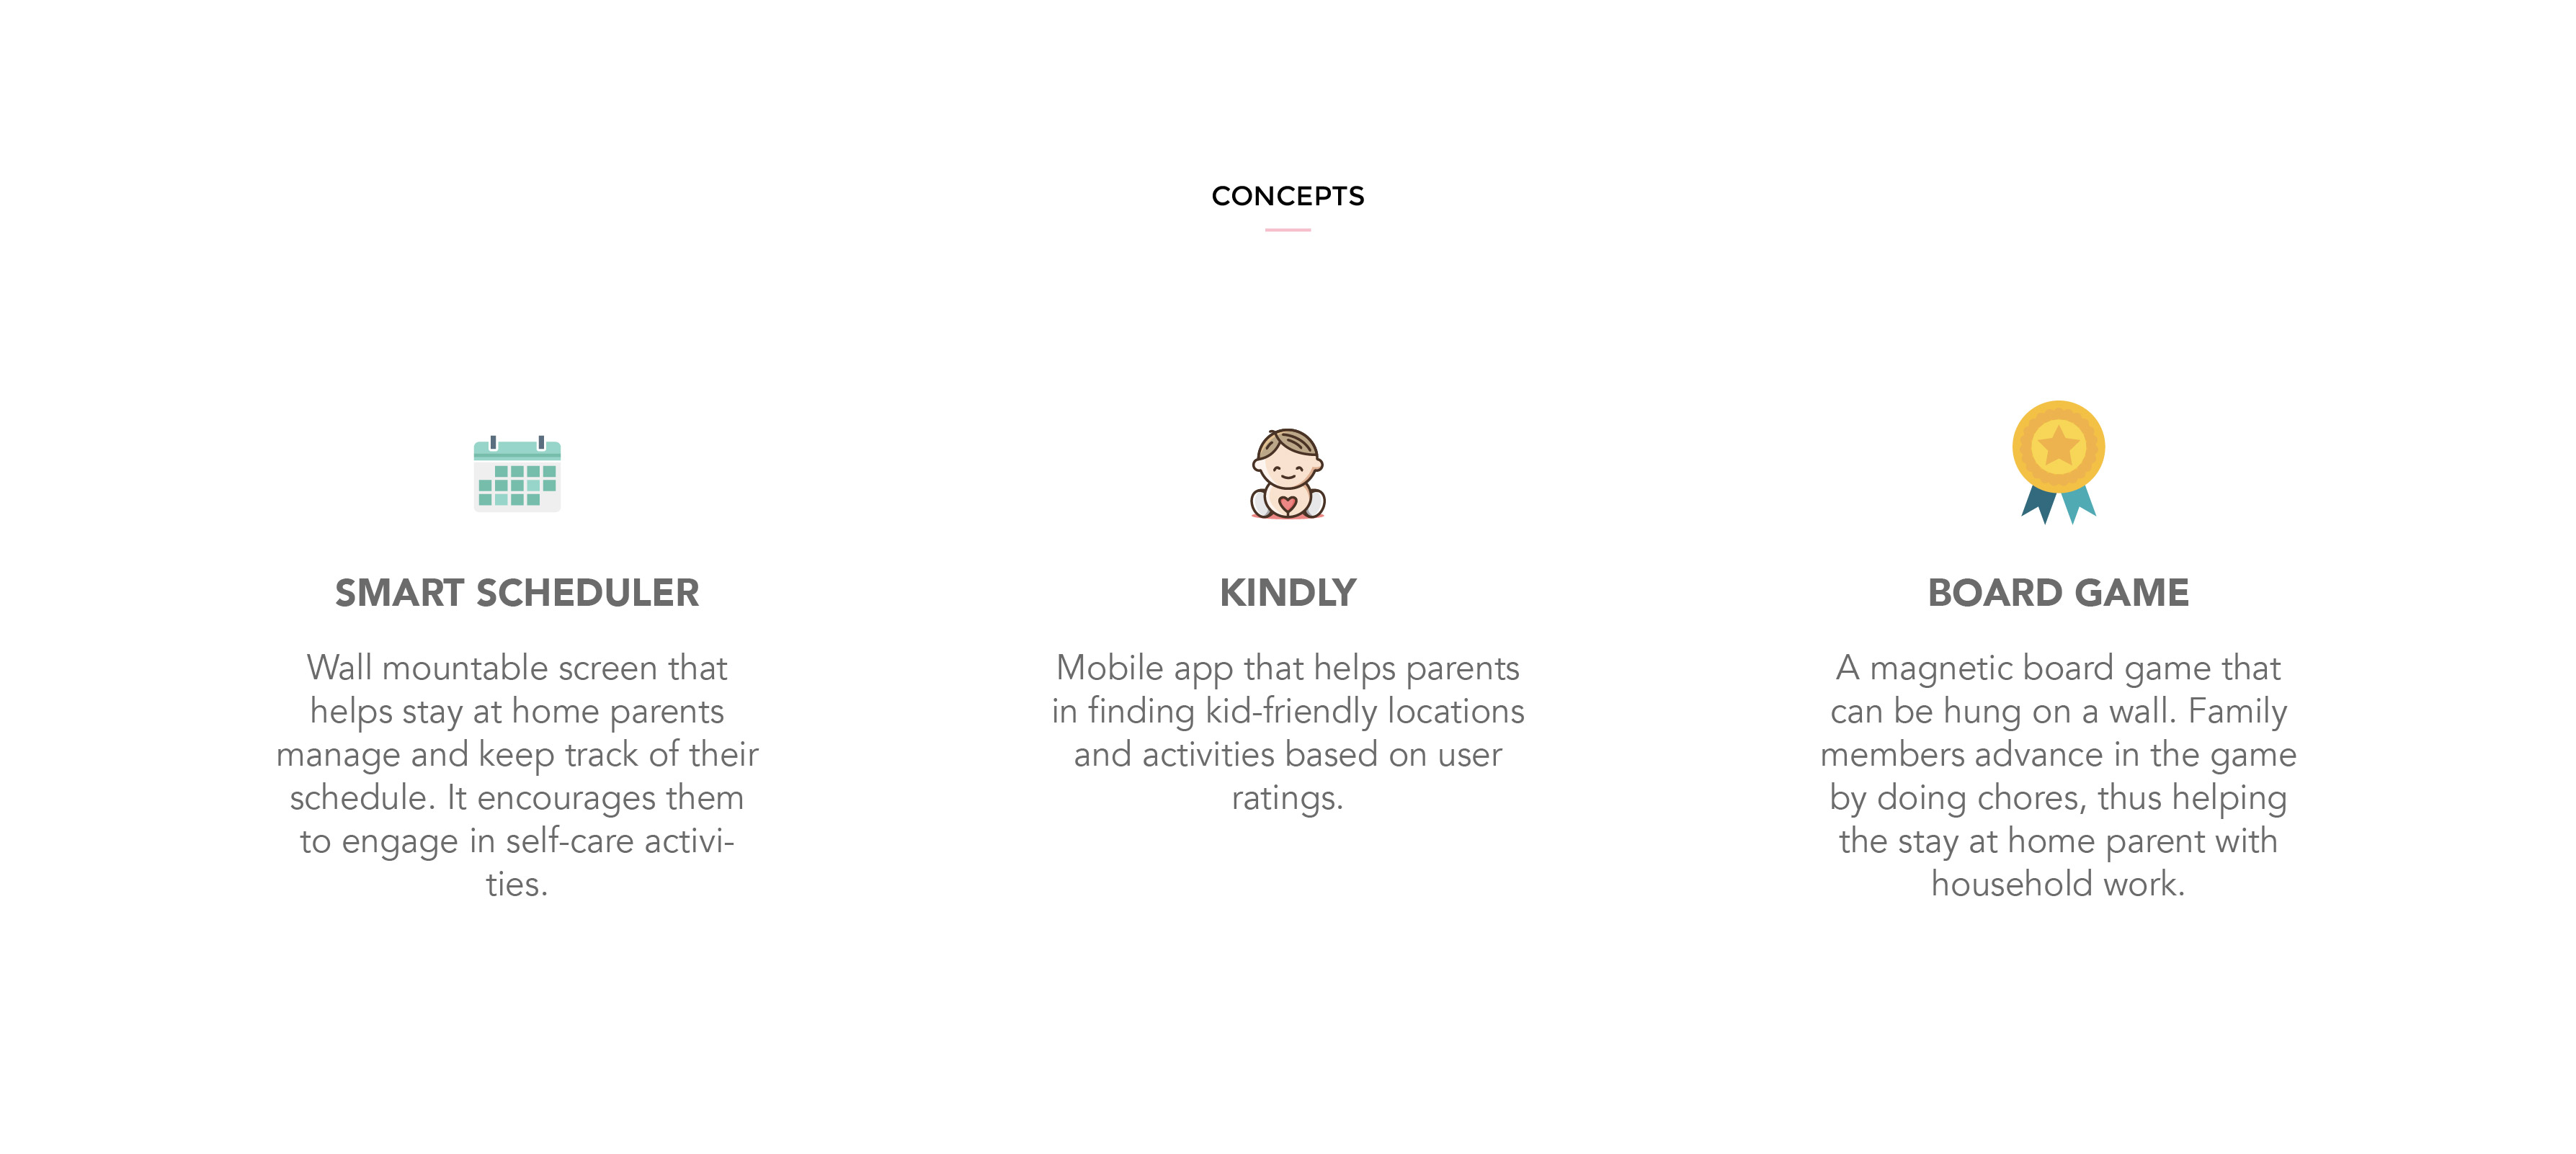 CONCEPTS
SMART SCHEDULER
Wall mountable screen that
helps stay at home parents
manage and keep track of their
schedule. It encourages them
to engage in self-care activi-
ties.
KINDLY
Mobile app that helps parents
in finding kid-friendly locations
and activities based on user
ratings.
BOARD GAME
A magnetic board game that
can be hung on a wall. Family
members advance in the game
by doing chores, thus helping
the stay at home parent with
household work.